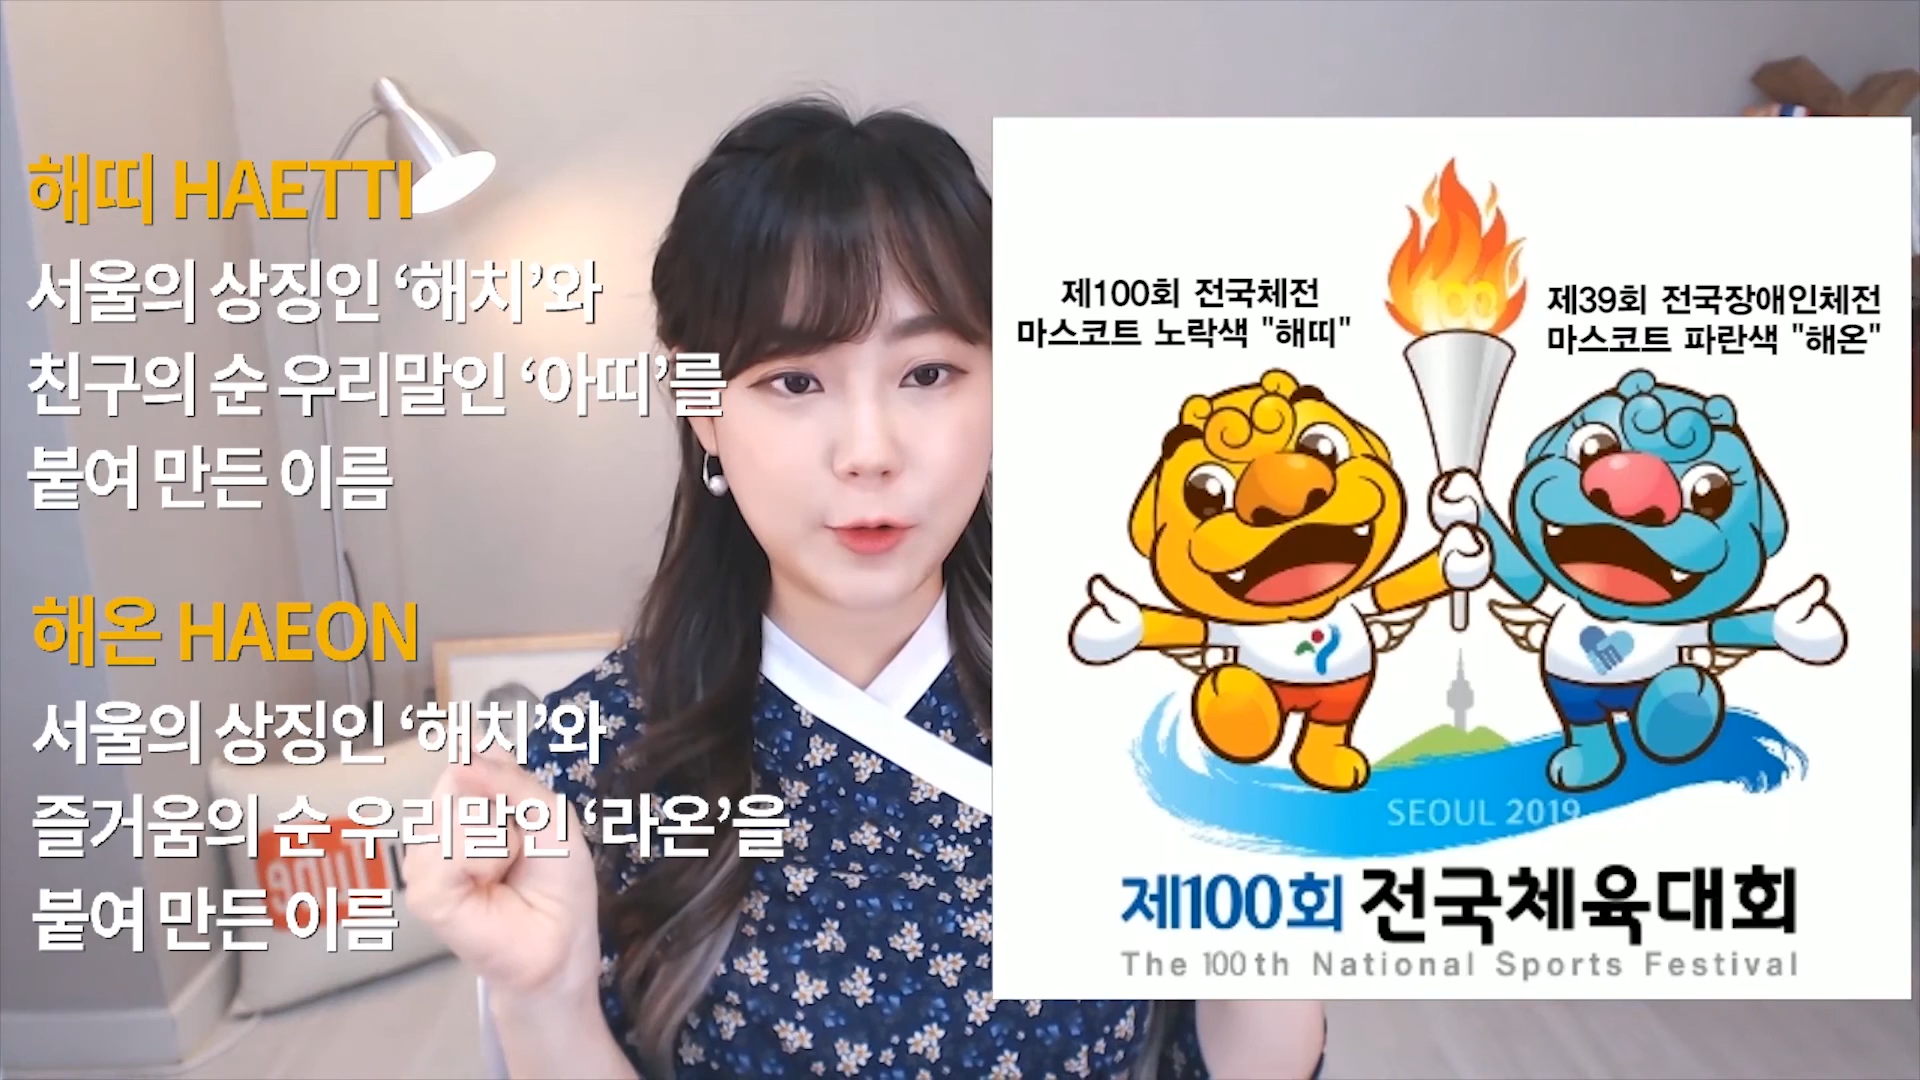 해띠 HAETTI
서울의 상징인 ‘해치’와
친구의 순 우리말인 ‘아띠’를
붙여 만든 이름
해온 HAEON
서울의 상징인 ‘해치’와
즐거움의 순 우리말인 ‘라온’을
붙여 만든 이름
제100회 전국체전
마스코트 노락색 "해띠"
제39회 전국장애인체전
마스코트 파란색 "해온"
100
SEOUL 2019
제100회 전국체육대회
The 100th National Sports Festival